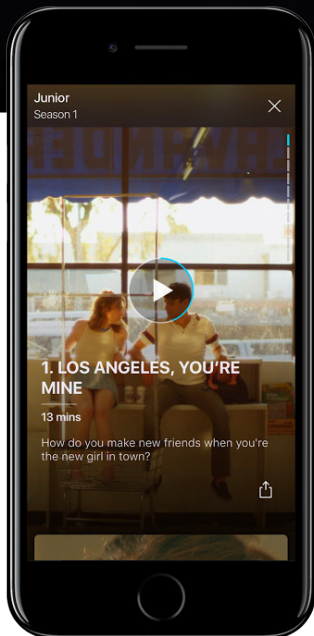 Junior
Season 1
1. LOS ANGELES, YOU'RE
MINE
13 mins
How do you make new friends when you're
the new girl in town?